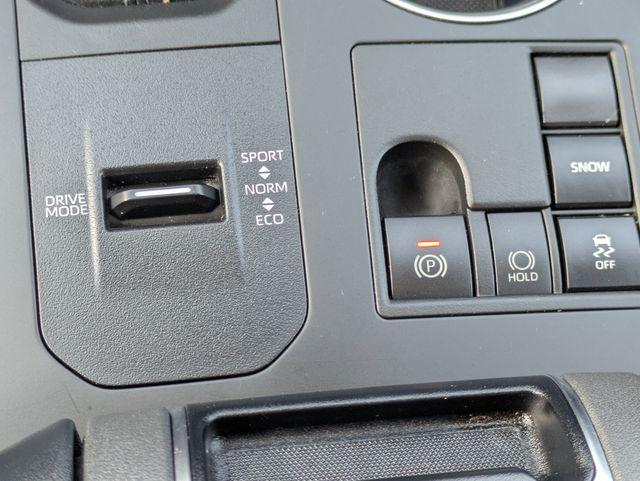 DRIVE
MODE
SPORT
NORM
ECO
SNOW
(P)
HOLD
OFF